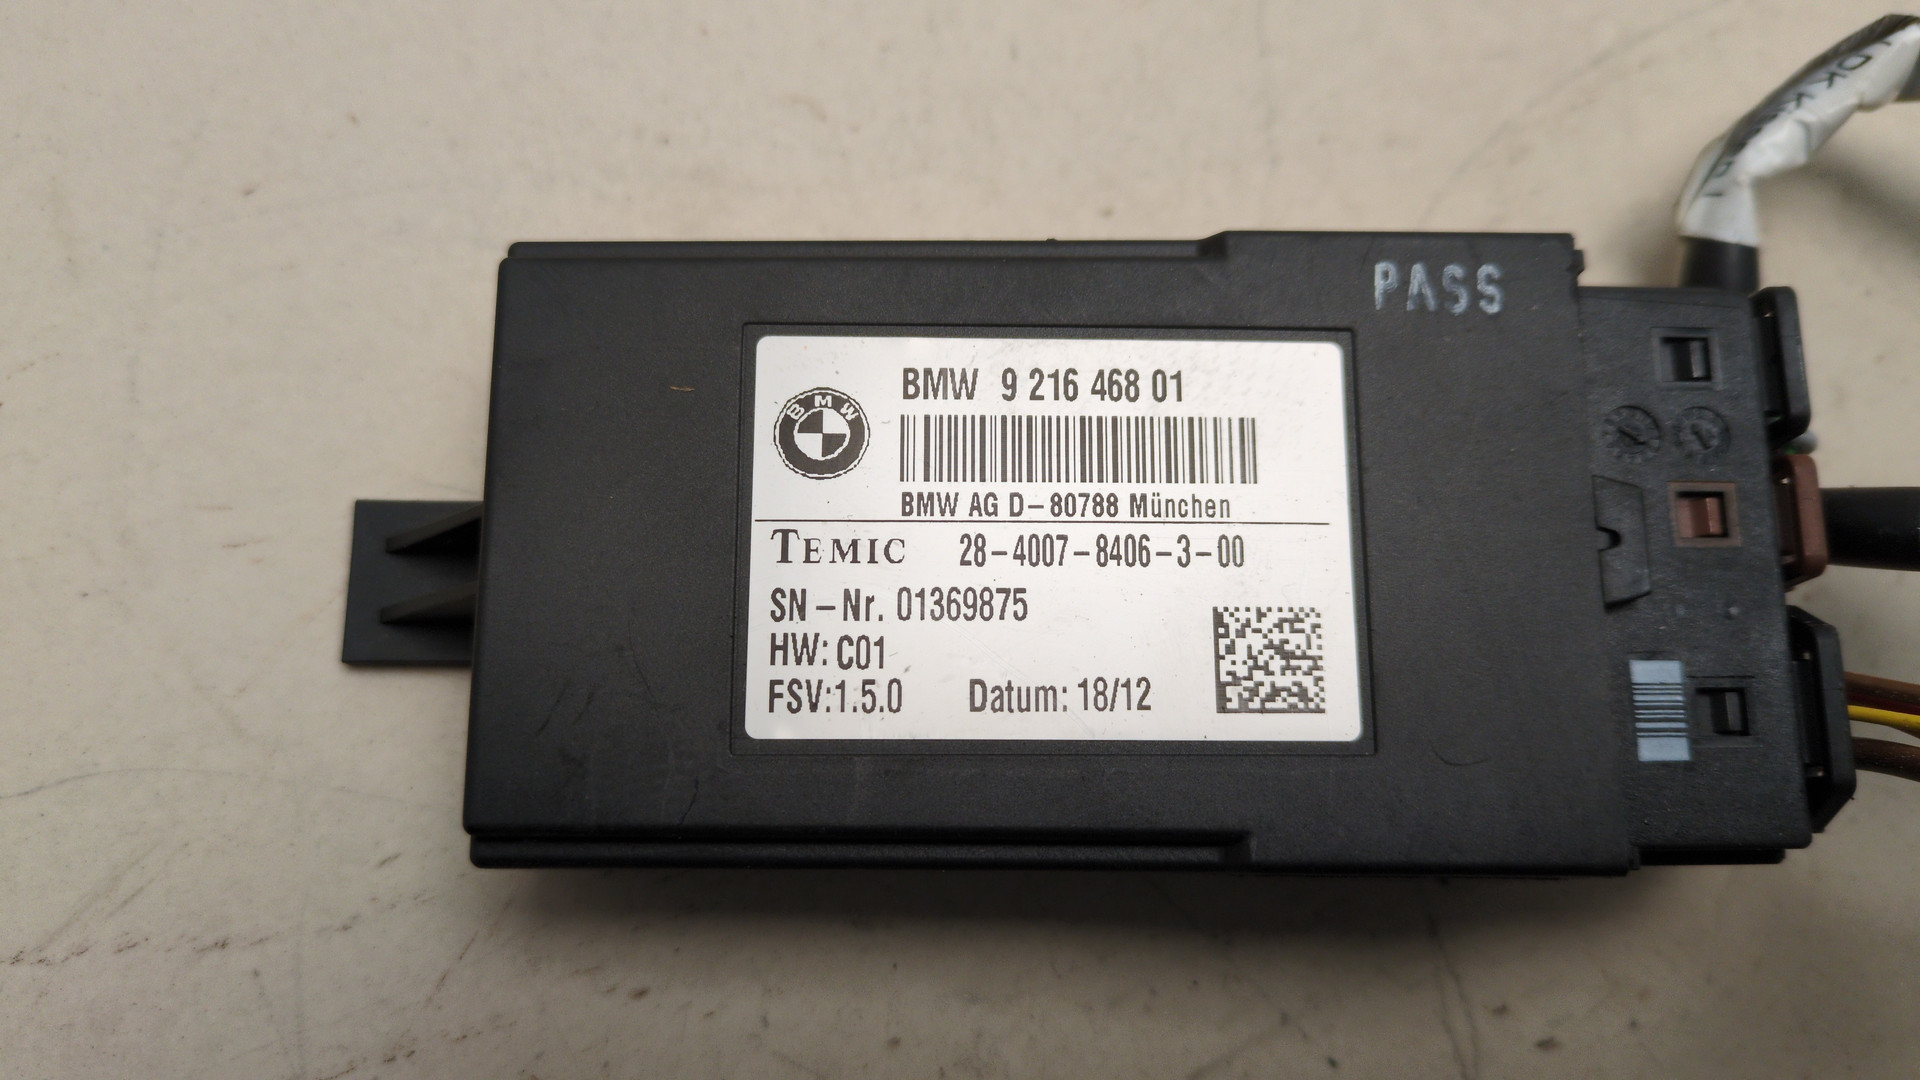 PASS
BMW 9 216 468 01
BMW
BMW AG D-80788 München
TEMIC 28-4007-8406-3-00
SN-Nr. 01369875
HW: C01
FSV:1.5.0 Datum: 18/12